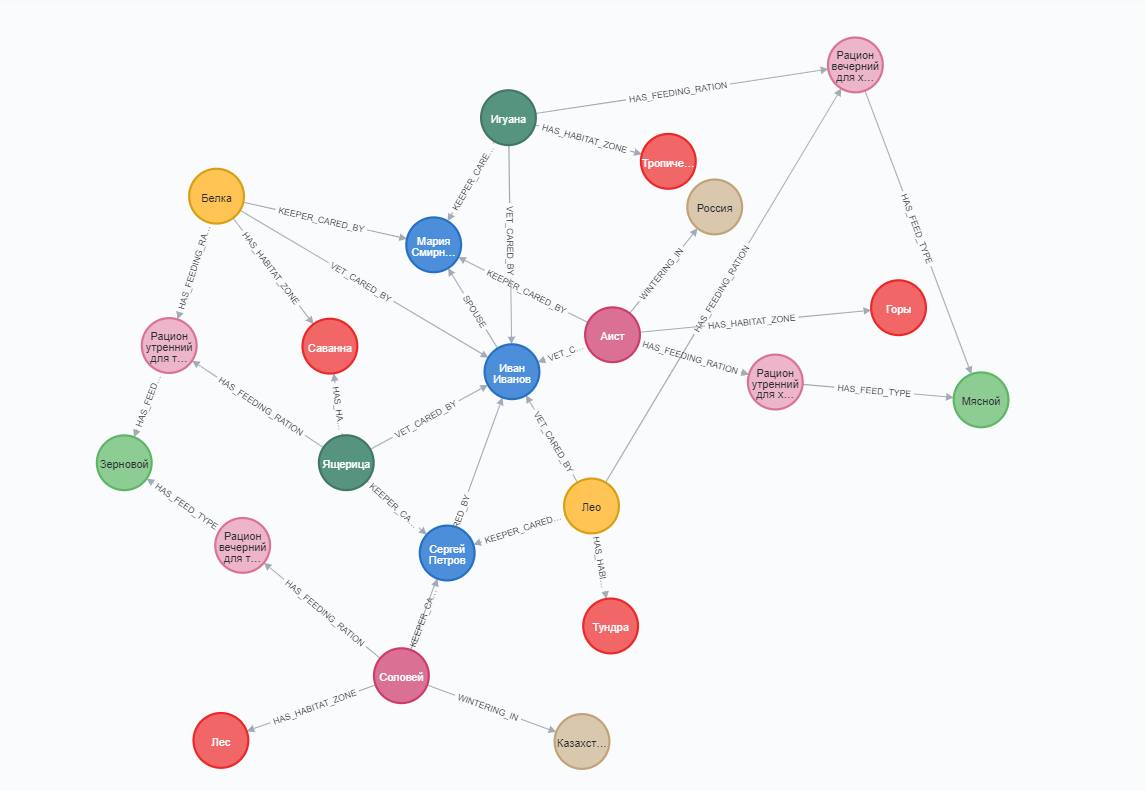 Рацион
вечерний
для х...
HAS_FEEDING_RATION
Игуана
HAS_HABITAT_ZONE
Тропиче...
KEEPER_CARE...
Белка
Россия
KEEPER_CARED_BY
VET_CARED_BY
HAS_FEED_TYPE
Мария
Смирн...
HAS_FEEDING_RA...
HAS_HABITAT_ZONE
VET_CARED_BY
WINTERING_IN
HAS_FEEDING_RATION
KEEPER_CARED_BY
SPOUSE
Горы
HAS_HABITAT_ZONE
Аист
Рацион
утренний
для т...
Саванна
VET_C...
HAS_FEEDING_RATION
Иван
Иванов
Рацион
утренний
для х...
HAS_FEED_TYPE
Мясной
HAS_FEED...
HAS_FEEDING_RATION
HAS_HA...
VET_CARED_BY
VET_CARED_BY
Зерновой
Ящерица
HAS_FEED_TYPE
KEEPER_CA...
RED_BY
Лео
KEEPER_CARED...
Рацион
вечерний
для т...
Сергей
Петров
HAS_HABI...
HAS_FEEDING_RATION
KEEPER_CA...
Тундра
Соловей
HAS_HABITAT_ZONE
WINTERING_IN
Лес
Казахст...